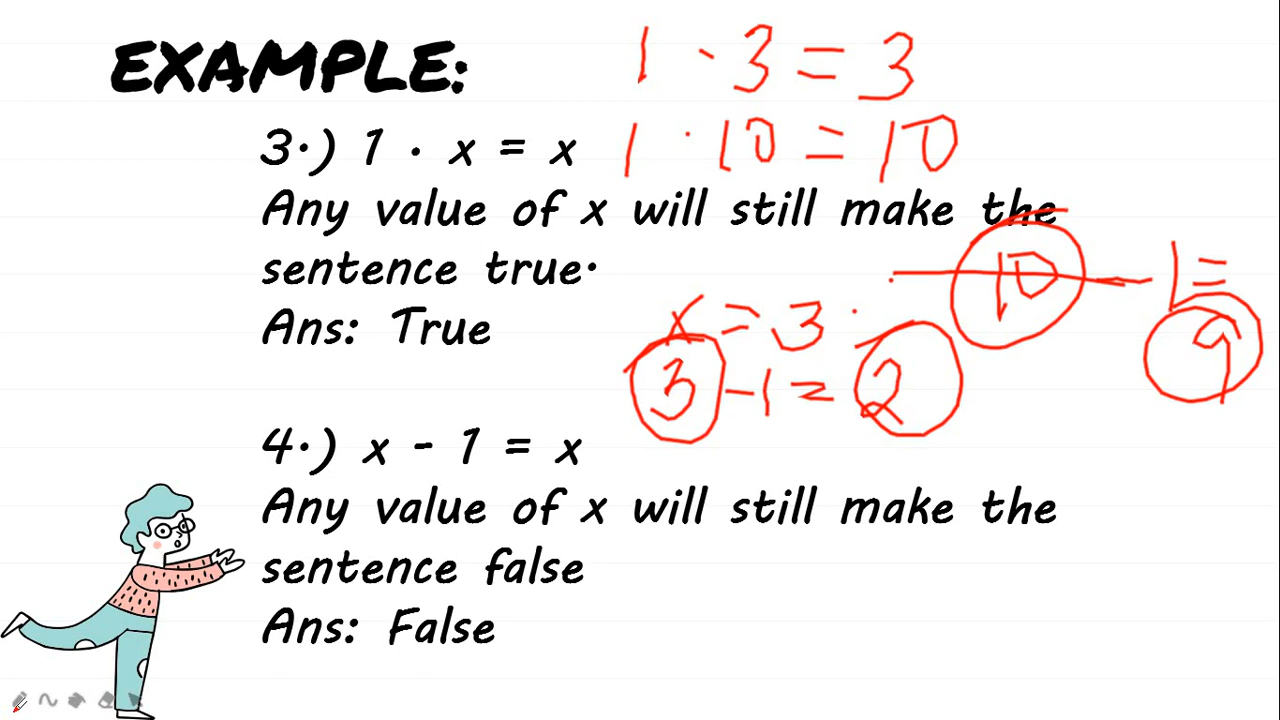 EXAMPLE:
1 · 3 = 3
3.) 1 . x = x
1 · 10 = 10
Any value of x will still make the
sentence true.
10 - 1 =
9
x = 3
Ans: True
3 - 1 = 2
4.) x - 1 = x
Any value of x will still make the
sentence false
Ans: False